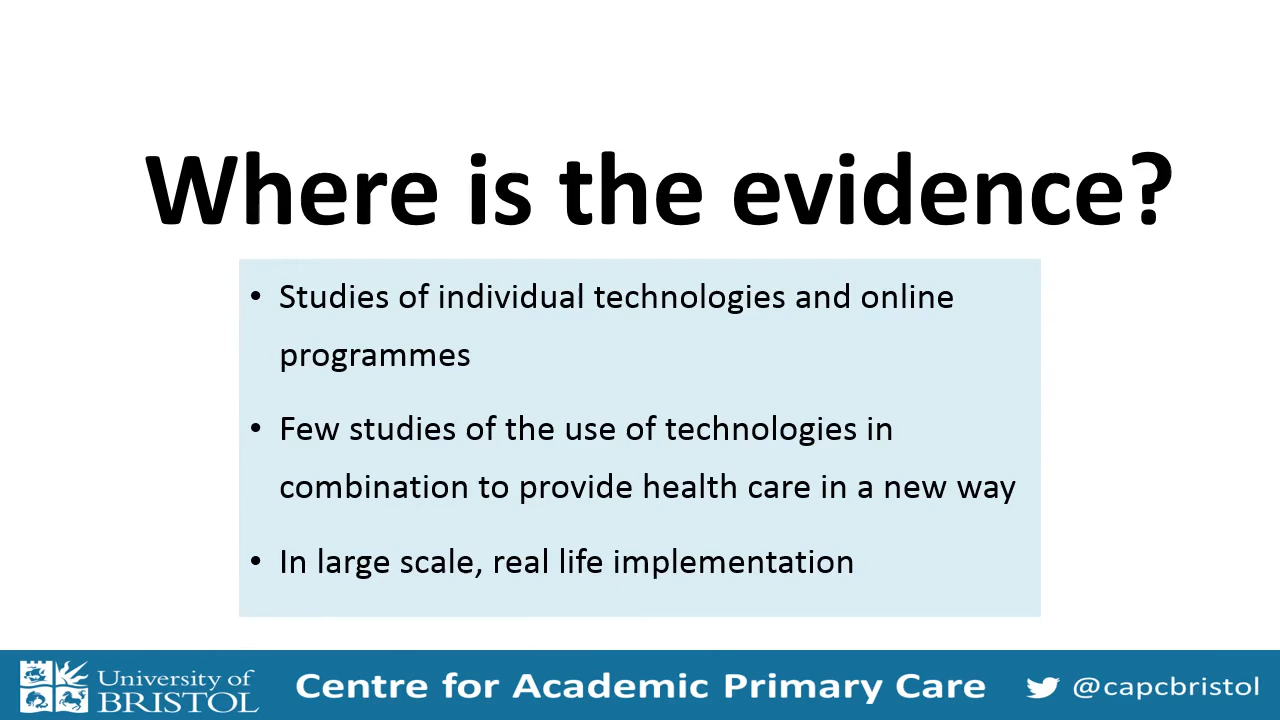 Where is the evidence?
• Studies of individual technologies and online
programmes
• Few studies of the use of technologies in
combination to provide health care in a new way
• In large scale, real life implementation
University of
BRISTOL
Centre for Academic Primary Care
@capcbristol